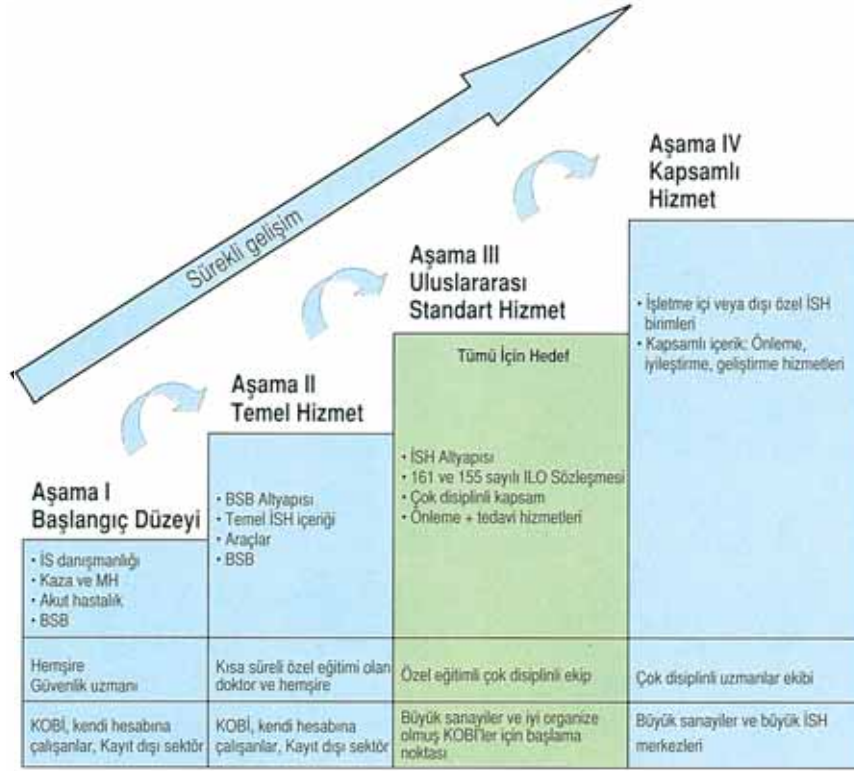 Sürekli gelişim
Aşama I
Başlangıç Düzeyi
• İS danışmanlığı
• Kaza ve MH
• Akut hastalık
• BSB
Hemşire
Güvenlik uzmanı
KOBİ, kendi hesabına
çalışanlar, Kayıt dışı sektör
Aşama II
Temel Hizmet
• BSB Altyapısı
• Temel İSH içeriği
• Araçlar
• BSB
Kısa süreli özel eğitimi olan
doktor ve hemşire
KOBİ, kendi hesabına
çalışanlar, Kayıt dışı sektör
Aşama III
Uluslararası
Standart Hizmet
Tümü İçin Hedef
• İSH Altyapısı
• 161 ve 155 sayılı ILO Sözleşmesi
• Çok disiplinli kapsam
• Önleme + tedavi hizmetleri
Özel eğitimli çok disiplinli ekip
Büyük sanayiler ve iyi organize
olmuş KOBİ'ler için başlama
noktası
Aşama IV
Kapsamlı
Hizmet
• İşletme içi veya dışı özel İSH
birimleri
• Kapsamlı içerik: Önleme,
iyileştirme, geliştirme hizmetleri
Çok disiplinli uzmanlar ekibi
Büyük sanayiler ve büyük İSH
merkezleri